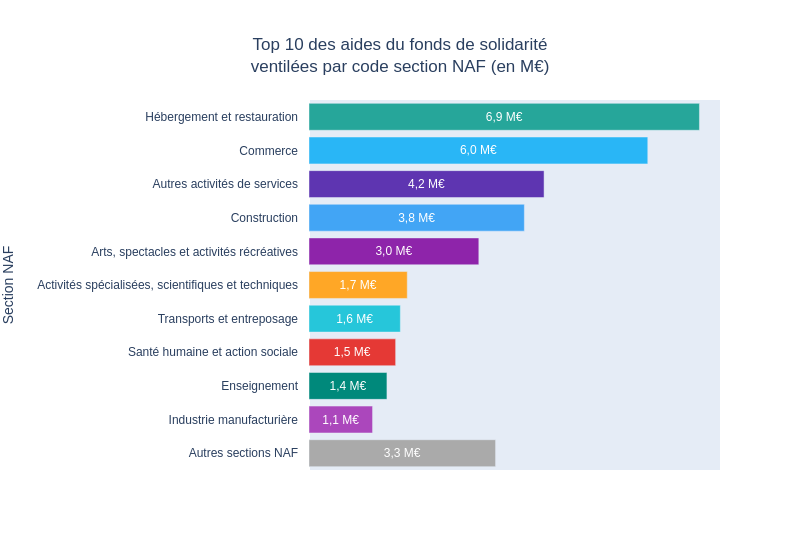 Top 10 des aides du fonds de solidarité
ventilées par code section NAF (en M€)
Section NAF
Hébergement et restauration 6,9 M€
Commerce 6,0 M€
Autres activités de services 4,2 M€
Construction 3,8 M€
Arts, spectacles et activités récréatives 3,0 M€
Activités spécialisées, scientifiques et techniques 1,7 M€
Transports et entreposage 1,6 M€
Santé humaine et action sociale 1,5 M€
Enseignement 1,4 M€
Industrie manufacturière 1,1 M€
Autres sections NAF 3,3 M€